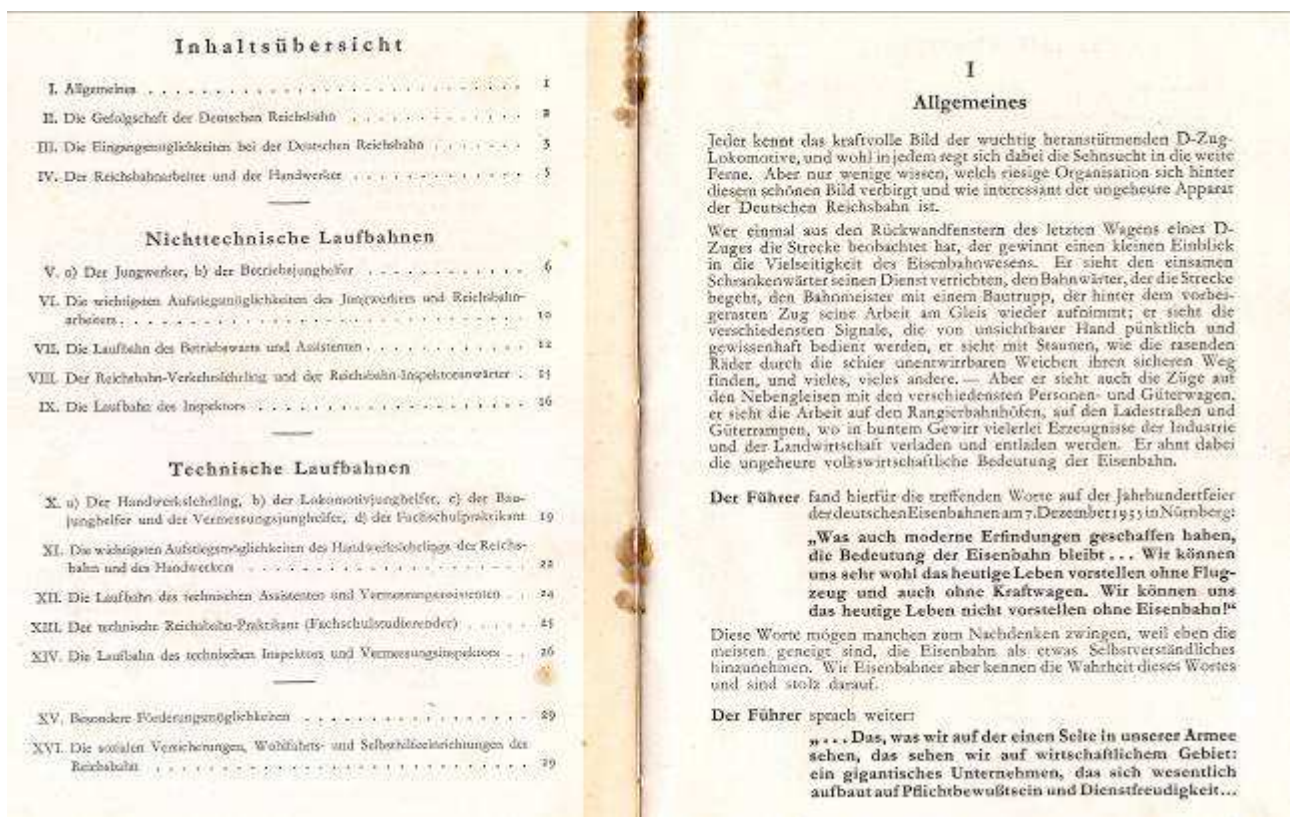 Inhaltsübersicht
I. Allgemeines . . . . . . . . . . . . . . . . . . . . . . . . . . . . 1
II. Die Gefolgschaft der Deutschen Reichsbahn . . . . . . . . . . . . 2
III. Die Eingangsmöglichkeiten bei der Deutschen Reichsbahn . . . . . . . 3
IV. Der Reichsbahnarbeiter und der Handwerker . . . . . . . . . . . . 5
Nichttechnische Laufbahnen
V. a) Der Jungwerker, b) der Betriebsjunghelfer . . . . . . . . . . . . 6
VI. Die wichtigsten Aufstiegsmöglichkeiten des Jungwerkers und Reichsbahn-
arbeiters . . . . . . . . . . . . . . . . . . . . . . . . . . . . 10
VII. Die Laufbahn des Betriebswarts und Assistenten . . . . . . . . . . . 12
VIII. Der Reichsbahn-Verkehrslehrling und der Reichsbahn-Inspektoranwärter .
IX. Die Laufbahn des Inspektors . . . . . . . . . . . . . . . . . . . 16
Technische Laufbahnen
X. a) Der Handwerkslehrling, b) der Lokomotivjunghelfer, c) der Bau-
junghelfer und der Vermessungsjunghelfer, d) der Fachschulpraktikant 19
XI. Die wichtigsten Aufstiegsmöglichkeiten des Handwerkslehrlings der Reichs-
bahn und des Handwerkers . . . . . . . . . . . . . . . . . . . . 22
XII. Die Laufbahn des technischen Assistenten und Vermessungsassistenten . . 24
XIII. Der technische Reichsbahn-Praktikant (Fachschulstudierender) . . . . . 25
XIV. Die Laufbahn des technischen Inspektors und Vermessungsinspektors . . 26
XV. Besondere Förderungsmöglichkeiten . . . . . . . . . . . . . . . . 29
XVI. Die sozialen Versicherungen, Wohlfahrts- und Selbsthilfeeinrichtungen der
Reichsbahn . . . . . . . . . . . . . . . . . . . . . . . . . . . 29
I
Allgemeines
Jeder kennt das kraftvolle Bild der wuchtig heranstürmenden D-Zug-
Lokomotive, und wohl in jedem regt sich dabei die Sehnsucht in die weite
Ferne. Aber nur wenige wissen, welch riesige Organisation sich hinter
diesem schönen Bild verbirgt und wie interessant der ungeheure Apparat
der Deutschen Reichsbahn ist.
Wer einmal aus den Rückwandfenstern des letzten Wagens eines D-
Zuges die Strecke beobachtet hat, der gewinnt einen kleinen Einblick
in die Vielseitigkeit des Eisenbahnwesens. Er sieht den einsamen
Schrankenwärter seinen Dienst verrichten, den Bahnwärter, der die Strecke
begeht, den Bahnmeister mit einem Bautrupp, der hinter dem vorbei-
gerasten Zug seine Arbeit am Gleis wieder aufnimmt; er sieht die
verschiedensten Signale, die von unsichtbarer Hand pünktlich und
gewissenhaft bedient werden, er sieht mit Staunen, wie die rasenden
Räder durch die schier unentwirrbaren Weichen ihren sicheren Weg
finden, und vieles, vieles andere. — Aber er sieht auch die Züge auf
den Nebengleisen mit den verschiedensten Personen- und Güterwagen,
er sieht die Arbeit auf den Rangierbahnhöfen, auf den Ladestraßen und
Güterrampen, wo in buntem Gewirr vielerlei Erzeugnisse der Industrie
und der Landwirtschaft verladen und entladen werden. Er ahnt dabei
die ungeheure volkswirtschaftliche Bedeutung der Eisenbahn.
Der Führer fand hierfür die treffenden Worte auf der Jahrhundertfeier
der deutschen Eisenbahnen am 7. Dezember 1935 in Nürnberg:
„Was auch moderne Erfindungen geschaffen haben,
die Bedeutung der Eisenbahn bleibt... Wir können
uns sehr wohl das heutige Leben vorstellen ohne Flug-
zeug und auch ohne Kraftwagen. Wir können uns
das heutige Leben nicht vorstellen ohne Eisenbahn!“
Diese Worte mögen manchen zum Nachdenken zwingen, weil eben die
meisten geneigt sind, die Eisenbahn als etwas Selbstverständliches
hinzunehmen. Wir Eisenbahner aber kennen die Wahrheit dieses Wortes
und sind stolz darauf.
Der Führer sprach weiter:
„... Das, was wir auf der einen Seite in unserer Armee
sehen, das sehen wir auf wirtschaftlichem Gebiet:
ein gigantisches Unternehmen, das sich wesentlich
aufbaut auf Pflichtbewußtsein und Dienstfreudigkeit...